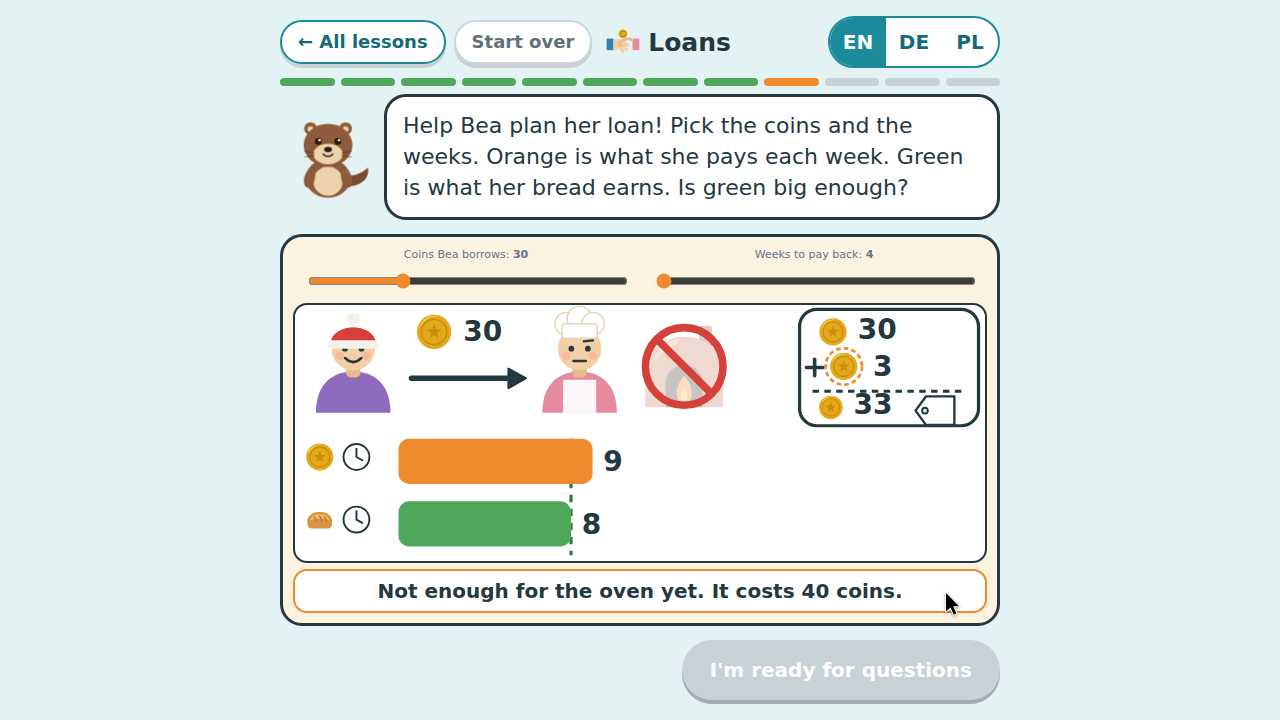 ← All lessons
Start over
Loans
EN DE PL
Help Bea plan her loan! Pick the coins and the
weeks. Orange is what she pays each week. Green
is what her bread earns. Is green big enough?
Coins Bea borrows: 30
Weeks to pay back: 4
30
30
+ 3
33
9
8
Not enough for the oven yet. It costs 40 coins.
I'm ready for questions